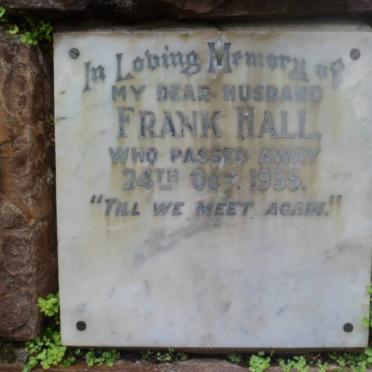 In Loving Memory of
MY DEAR HUSBAND
FRANK HALL,
WHO PASSED AWAY
24TH OCT. 1955.
"TILL WE MEET AGAIN."